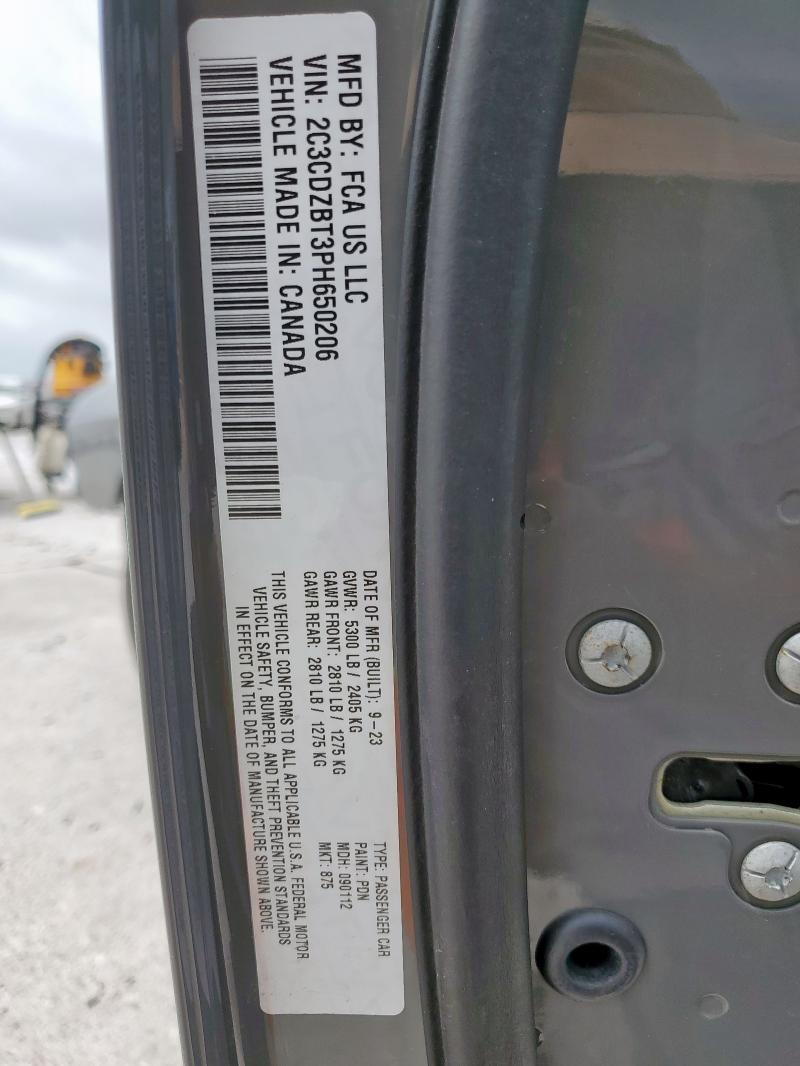 MFD BY: FCA US LLC
VIN: 2C3CDZBT3PH650206
VEHICLE MADE IN: CANADA
DATE OF MFR (BUILT): 9-23
GVWR: 5300 LB / 2405 KG
GAWR FRONT: 2810 LB / 1275 KG
GAWR REAR: 2810 LB / 1275 KG
TYPE: PASSENGER CAR
PAINT: PDN
MDH: 090112
MKT: 875
THIS VEHICLE CONFORMS TO ALL APPLICABLE U.S.A. FEDERAL MOTOR
VEHICLE SAFETY, BUMPER, AND THEFT PREVENTION STANDARDS
IN EFFECT ON THE DATE OF MANUFACTURE SHOWN ABOVE.